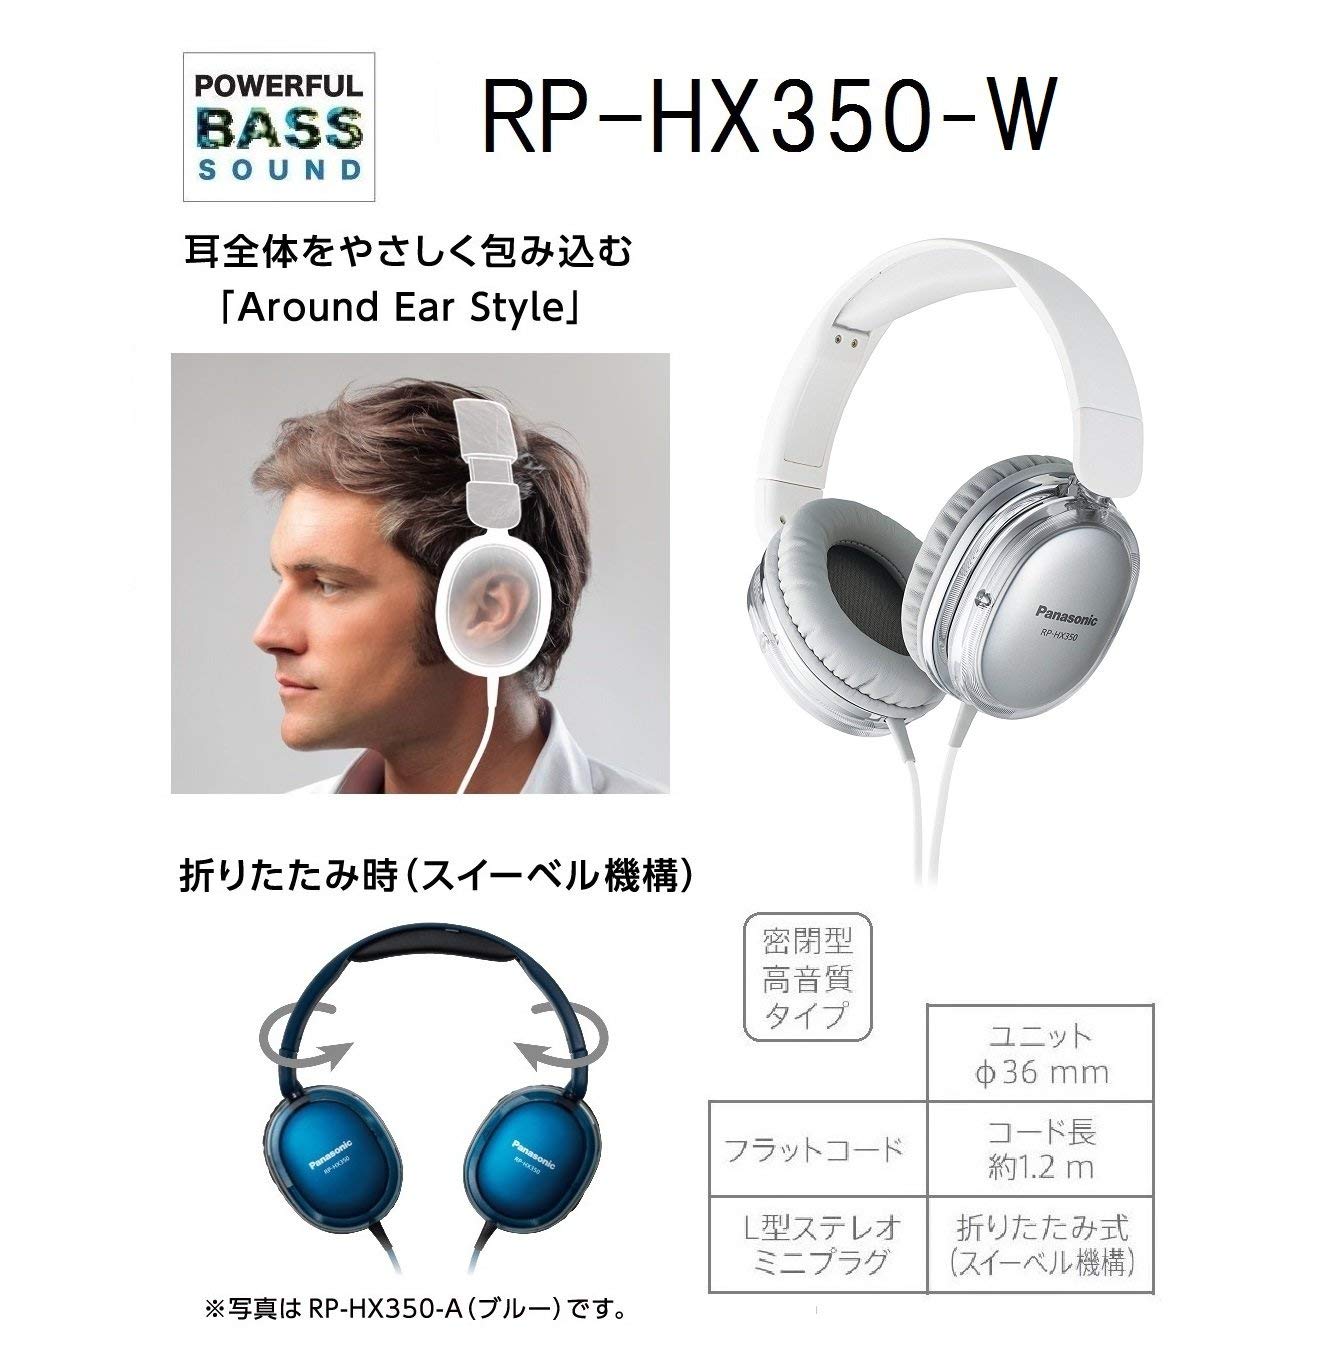 POWERFUL
BASS
SOUND
RP-HX350-W
耳全体をやさしく包み込む
「Around Ear Style」
Panasonic
RP-HX350
折りたたみ時(スイーベル機構)
Panasonic
RP-HX350
Panasonic
RP-HX350
※写真は RP-HX350-A(ブルー)です。
密閉型
高音質
タイプ
ユニット
φ36 mm
フラットコード
コード長
約1.2 m
L型ステレオ
ミニプラグ
折りたたみ式
(スイーベル機構)